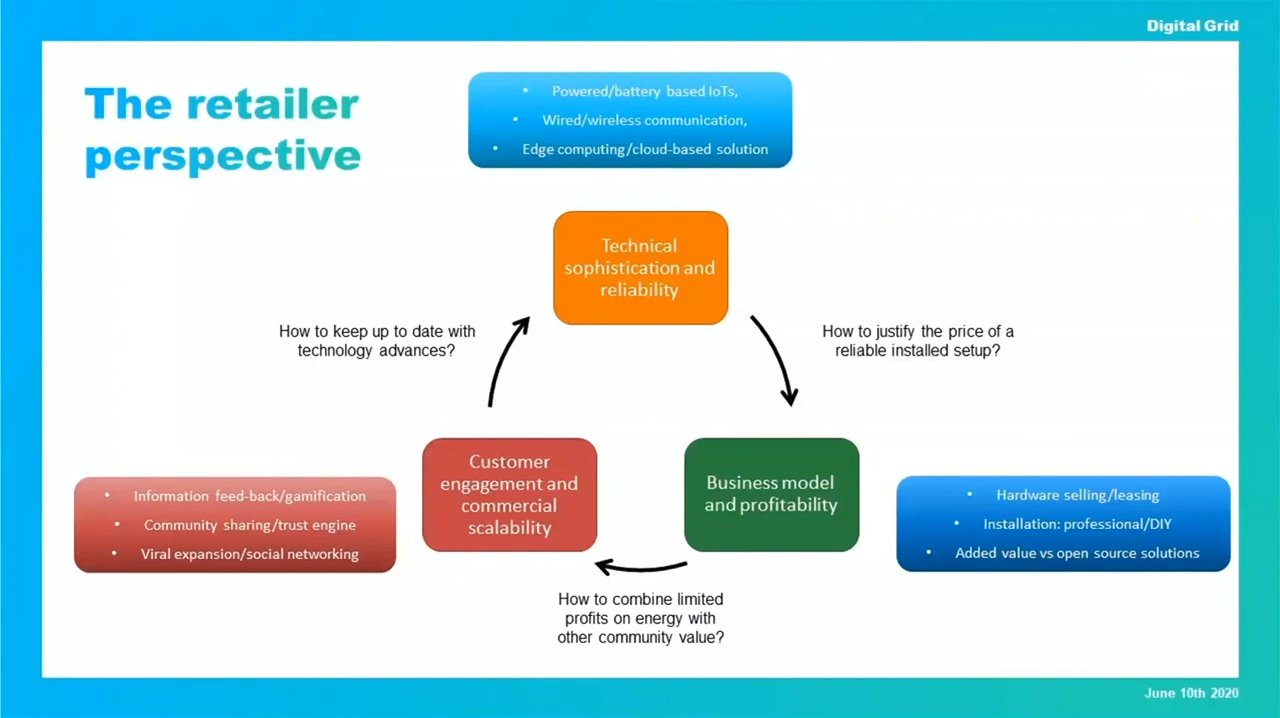 Digital Grid
The retailer
perspective
• Powered/battery based IoTs,
• Wired/wireless communication,
• Edge computing/cloud-based solution
Technical
sophistication and
reliability
How to keep up to date with
technology advances?
How to justify the price of a
reliable installed setup?
Customer
engagement and
commercial
scalability
Business model
and profitability
• Information feed-back/gamification
• Community sharing/trust engine
• Viral expansion/social networking
• Hardware selling/leasing
• Installation: professional/DIY
• Added value vs open source solutions
How to combine limited
profits on energy with
other community value?
June 10th 2020